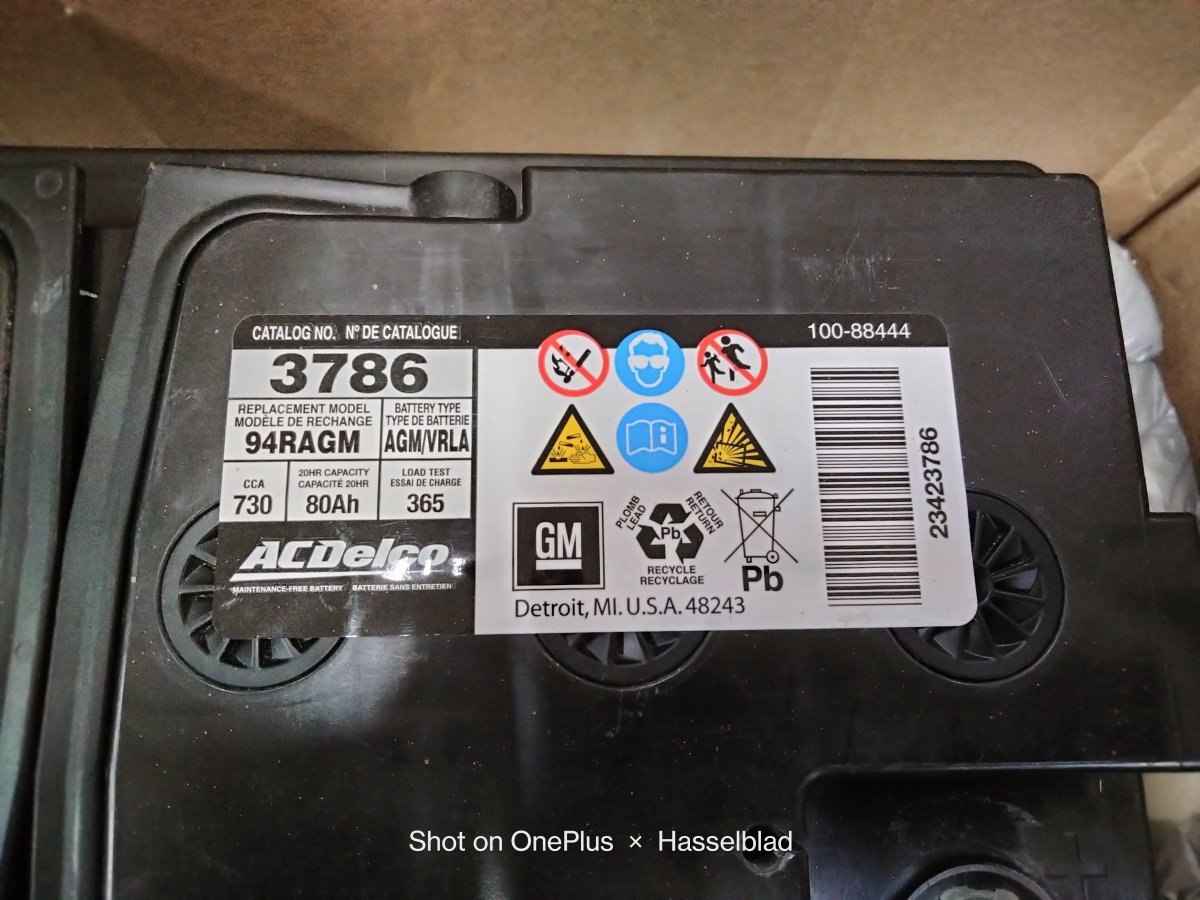 CATALOG NO. Nº DE CATALOGUE
100-88444
3786
REPLACEMENT MODEL
MODÈLE DE RECHANGE
94RAGM
BATTERY TYPE
TYPE DE BATTERIE
AGM/VRLA
CCA
730
20HR CAPACITY
CAPACITÉ 20HR
80Ah
LOAD TEST
ESSAI DE CHARGE
365
ACDelco
MAINTENANCE-FREE BATTERY BATTERIE SANS ENTRETIEN
GM
PLOMB
LEAD
RETOUR
RETURN
Pb
RECYCLE
RECYCLAGE
Pb
Detroit, MI. U.S.A. 48243
23423786
+
Shot on OnePlus × Hasselblad